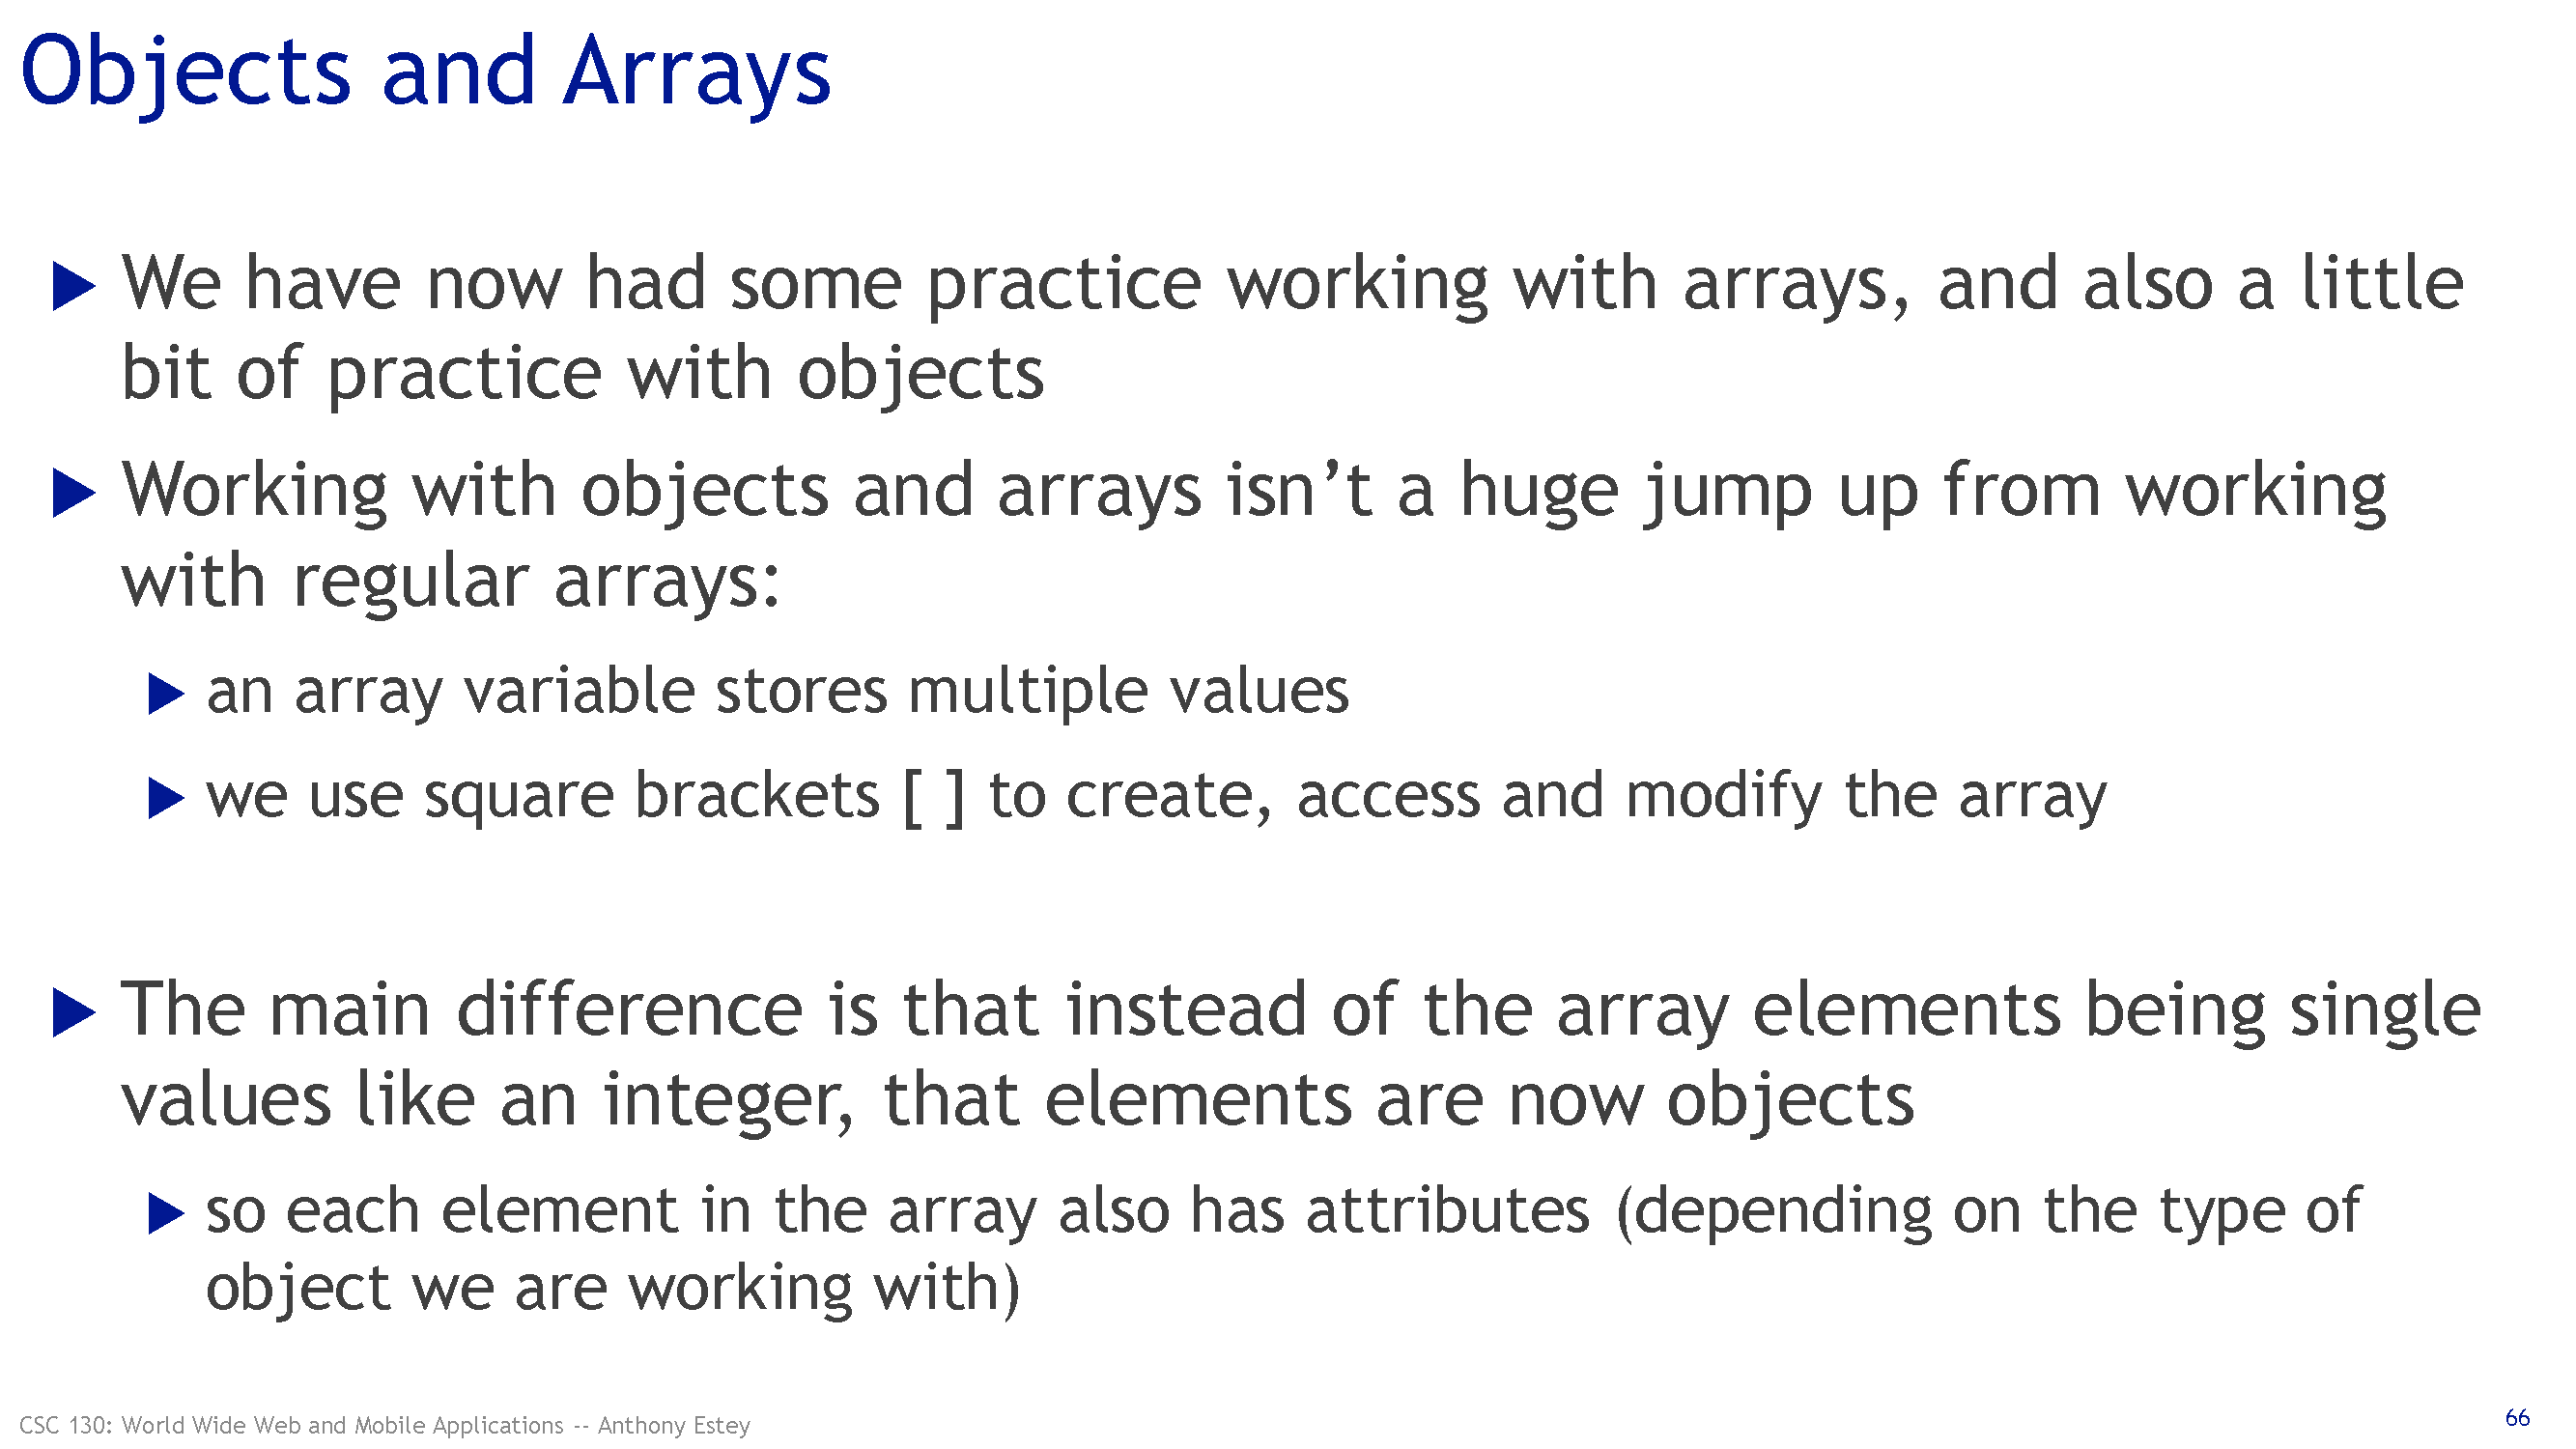 Objects and Arrays
▶ We have now had some practice working with arrays, and also a little
bit of practice with objects
▶ Working with objects and arrays isn’t a huge jump up from working
with regular arrays:
▶ an array variable stores multiple values
▶ we use square brackets [ ] to create, access and modify the array
▶ The main difference is that instead of the array elements being single
values like an integer, that elements are now objects
▶ so each element in the array also has attributes (depending on the type of
object we are working with)
CSC 130: World Wide Web and Mobile Applications -- Anthony Estey
66